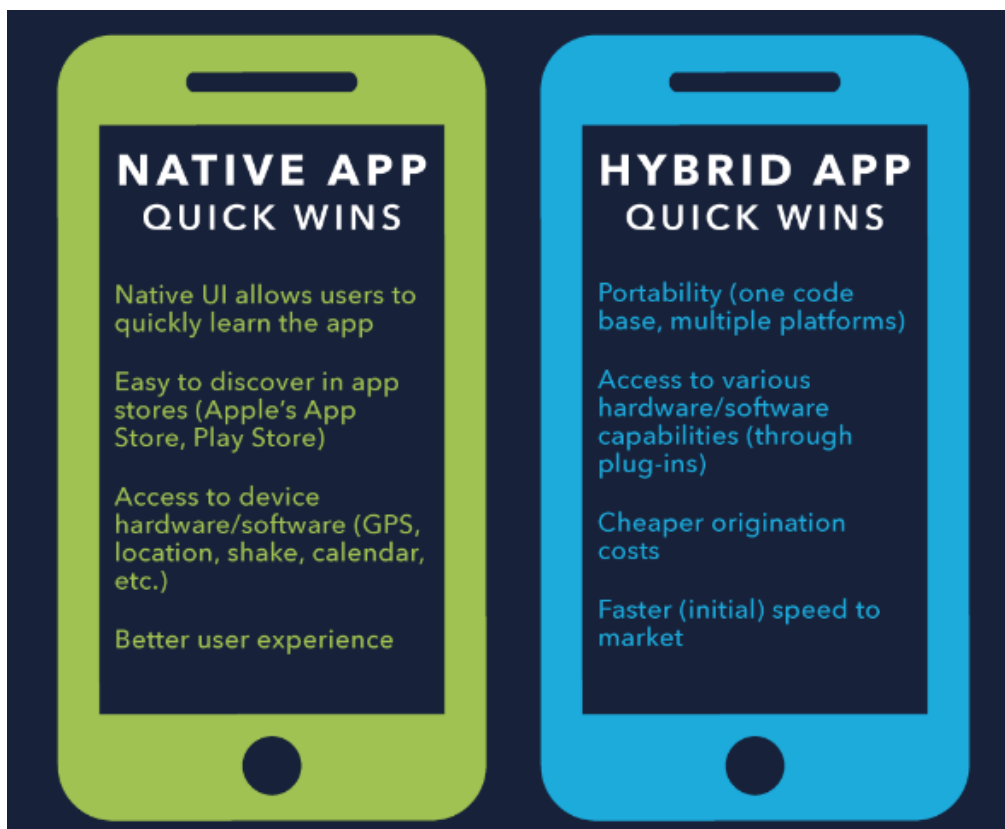 NATIVE APP
QUICK WINS
Native UI allows users to
quickly learn the app
Easy to discover in app
stores (Apple’s App
Store, Play Store)
Access to device
hardware/software (GPS,
location, shake, calendar,
etc.)
Better user experience
HYBRID APP
QUICK WINS
Portability (one code
base, multiple platforms)
Access to various
hardware/software
capabilities (through
plug-ins)
Cheaper origination
costs
Faster (initial) speed to
market